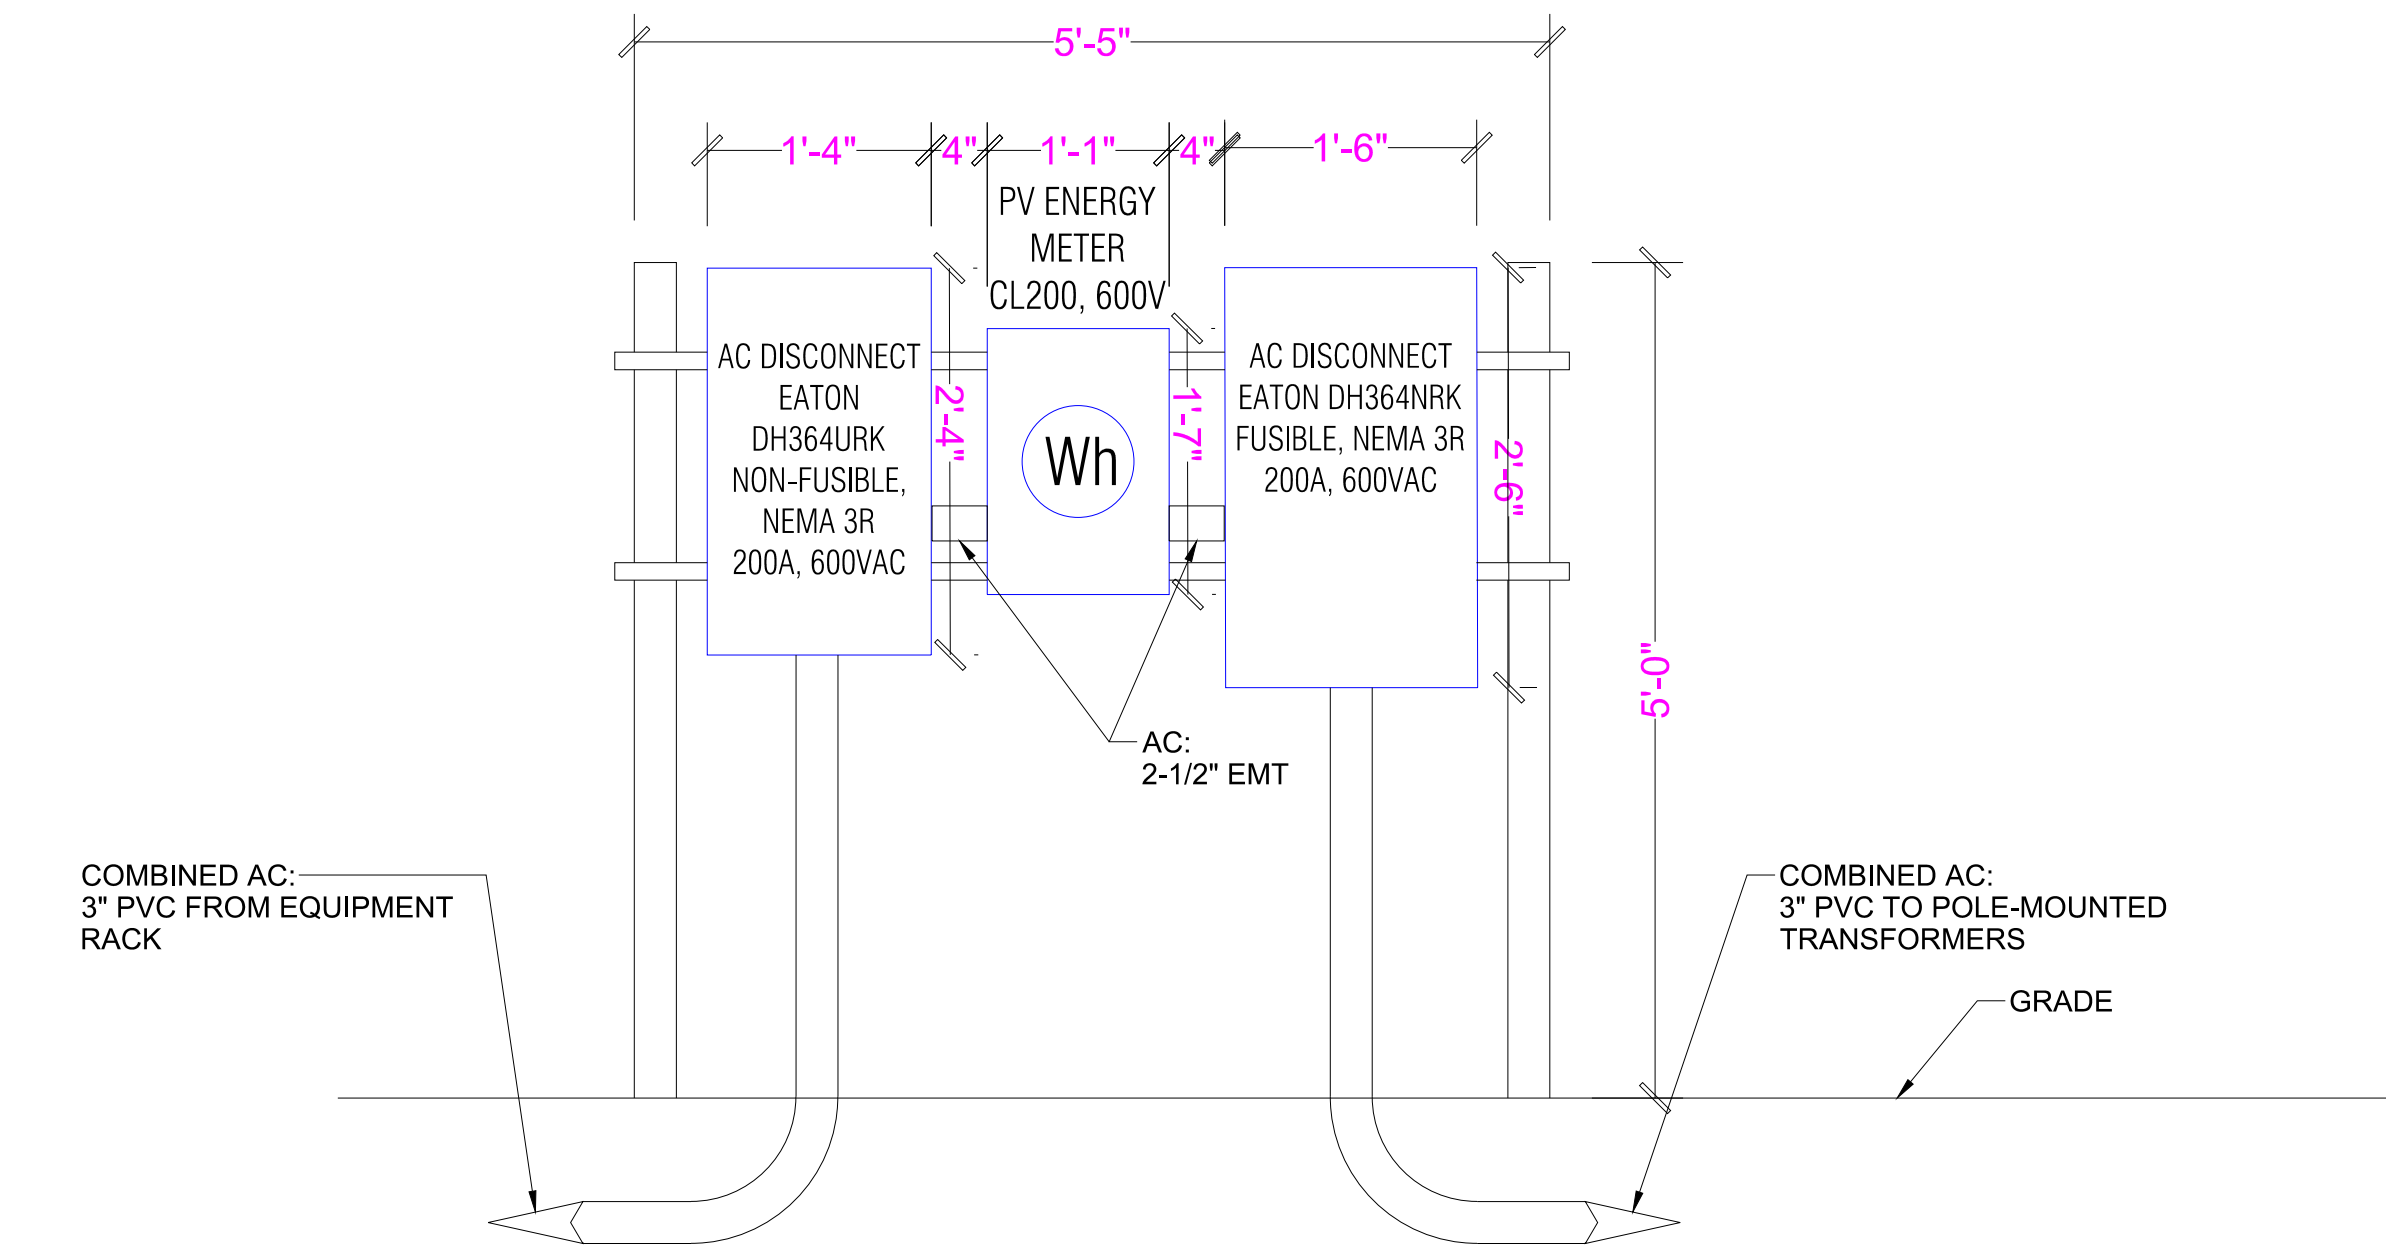 5'-5"
1'-4"
4"
1'-1"
4"
1'-6"
PV ENERGY
METER
CL200, 600V
AC DISCONNECT
EATON
DH364URK
NON-FUSIBLE,
NEMA 3R
200A, 600VAC
2'-4"
Wh
1'-7"
AC DISCONNECT
EATON DH364NRK
FUSIBLE, NEMA 3R
200A, 600VAC
2'-6"
5'-0"
AC:
2-1/2" EMT
COMBINED AC:
3" PVC FROM EQUIPMENT
RACK
COMBINED AC:
3" PVC TO POLE-MOUNTED
TRANSFORMERS
GRADE